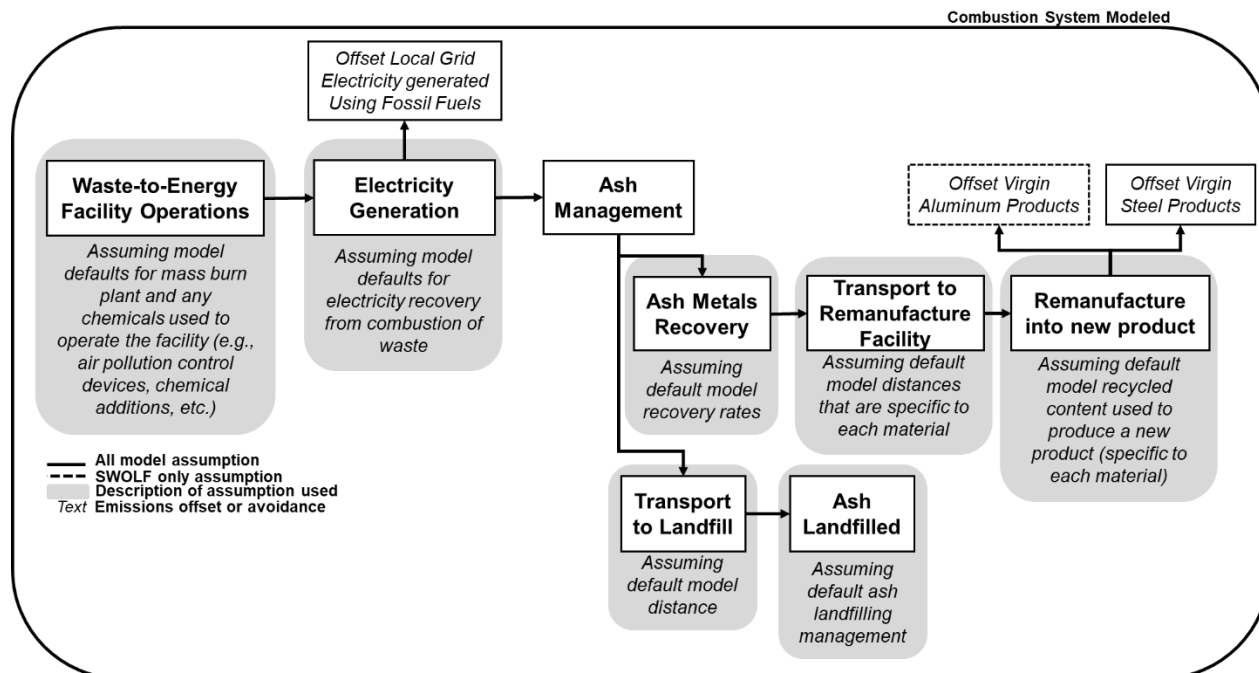 Combustion System Modeled
Offset Local Grid
Electricity generated
Using Fossil Fuels
Waste-to-Energy
Facility Operations
Assuming model
defaults for mass burn
plant and any
chemicals used to
operate the facility (e.g.,
air pollution control
devices, chemical
additions, etc.)
Electricity
Generation
Assuming model
defaults for
electricity recovery
from combustion of
waste
Ash
Management
Offset Virgin
Aluminum Products
Offset Virgin
Steel Products
Ash Metals
Recovery
Assuming
default model
recovery rates
Transport to
Remanufacture
Facility
Assuming default
model distances
that are specific to
each material
Remanufacture
into new product
Assuming default
model recycled
content used to
produce a new
product (specific to
each material)
All model assumption
SWOLF only assumption
Description of assumption used
Text Emissions offset or avoidance
Transport
to Landfill
Assuming
default model
distance
Ash
Landfilled
Assuming
default ash
landfilling
management